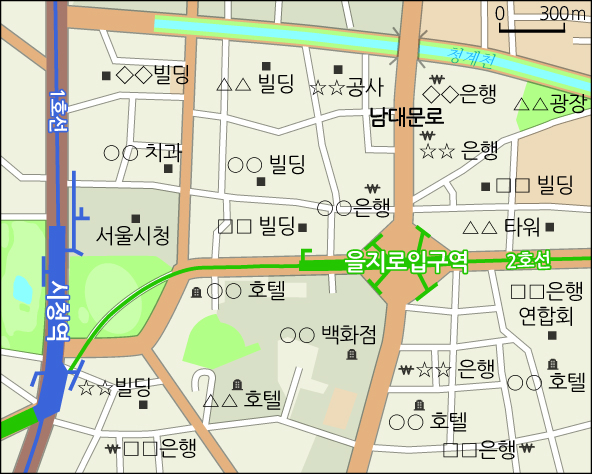 0 300m
청계천
◇◇빌딩
△△ 빌딩
☆☆공사
◇◇은행
△△광장
1호선
남대문로
○○ 치과
○○ 빌딩
☆☆ 은행
□□ 빌딩
○○은행
서울시청
□□ 빌딩
△△ 타워
을지로입구역
2호선
시청역
○○ 호텔
□□은행
연합회
○○ 백화점
☆☆빌딩
△△ 호텔
☆☆ 은행
○○ 호텔
○○ 호텔
□□은행
□□은행